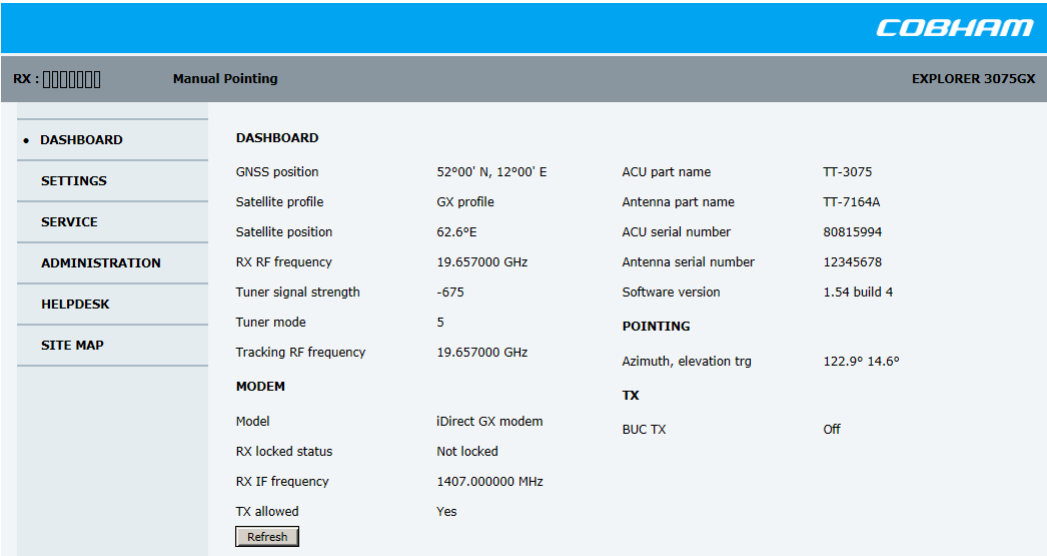 COBHAM
RX :
Manual Pointing
EXPLORER 3075GX
• DASHBOARD
SETTINGS
SERVICE
ADMINISTRATION
HELPDESK
SITE MAP
DASHBOARD
GNSS position 52°00' N, 12°00' E
Satellite profile GX profile
Satellite position 62.6°E
RX RF frequency 19.657000 GHz
Tuner signal strength -675
Tuner mode 5
Tracking RF frequency 19.657000 GHz
MODEM
Model iDirect GX modem
RX locked status Not locked
RX IF frequency 1407.000000 MHz
TX allowed Yes
Refresh
ACU part name TT-3075
Antenna part name TT-7164A
ACU serial number 80815994
Antenna serial number 12345678
Software version 1.54 build 4
POINTING
Azimuth, elevation trg 122.9° 14.6°
TX
BUC TX Off